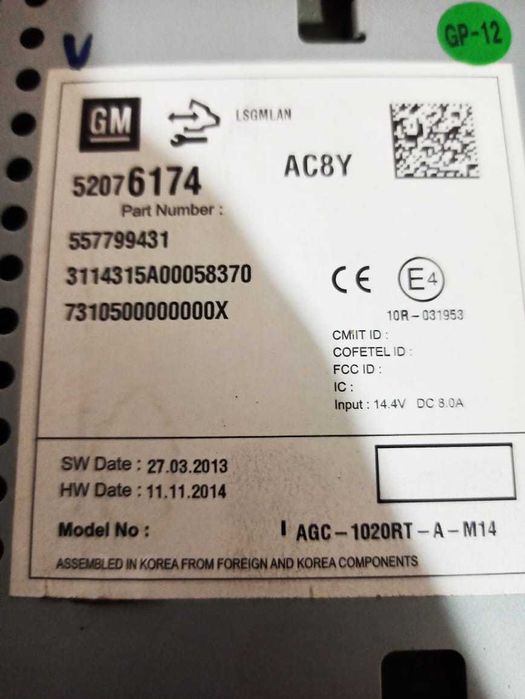 GP-12
V
GM
LSGMLAN
AC8Y
52076174
Part Number :
557799431
3114315A00058370
7310500000000X
CE E4
10R-031953
CMIIT ID :
COFETEL ID :
FCC ID :
IC :
Input : 14.4V DC 8.0A
SW Date : 27.03.2013
HW Date : 11.11.2014
Model No : AGC-1020RT-A-M14
ASSEMBLED IN KOREA FROM FOREIGN AND KOREA COMPONENTS